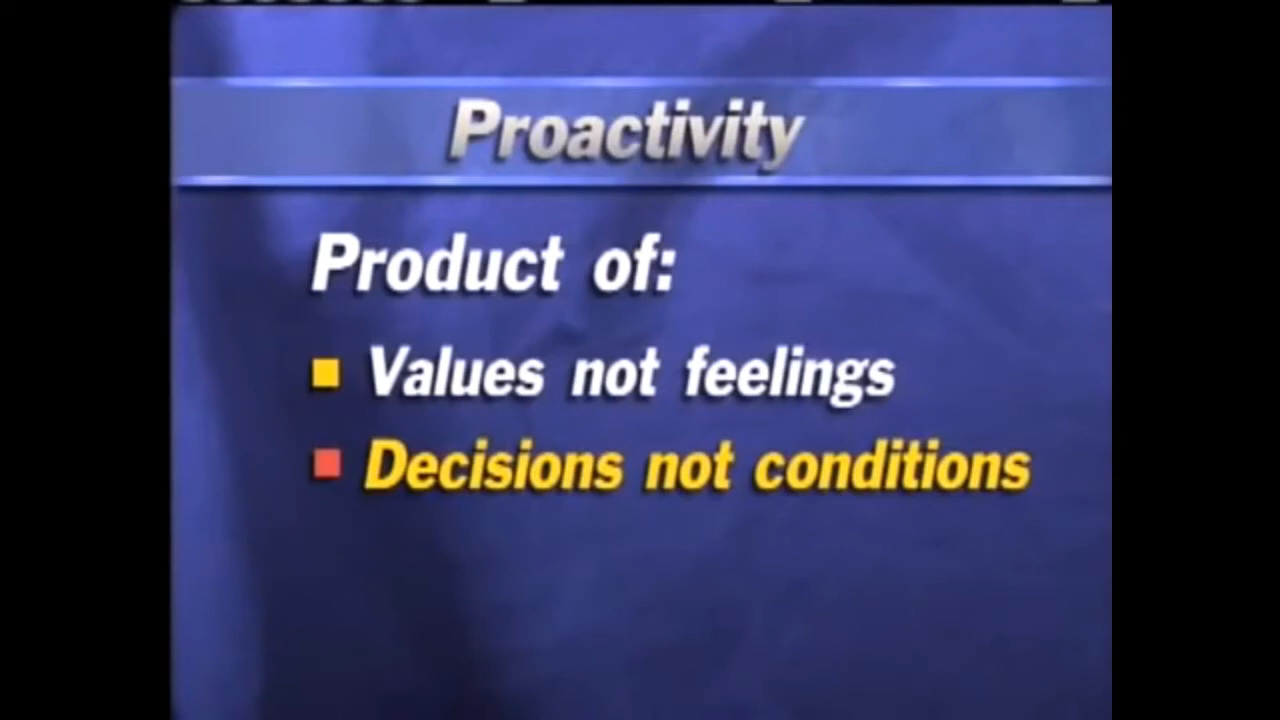 Proactivity
Product of:
Values not feelings
Decisions not conditions